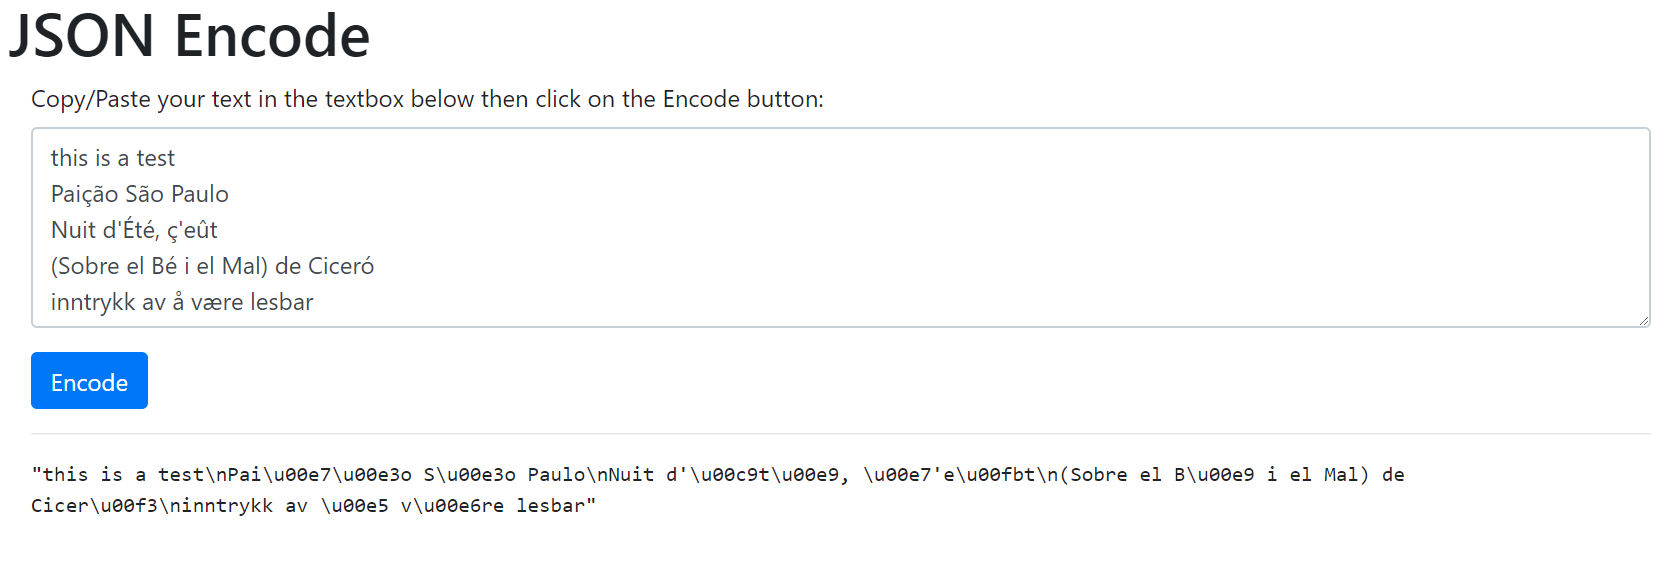 JSON Encode
Copy/Paste your text in the textbox below then click on the Encode button:
this is a test
Paição São Paulo
Nuit d'Été, ç'eût
(Sobre el Bé i el Mal) de Ciceró
inntrykk av å være lesbar
Encode
"this is a test\nPai\u00e7\u00e3o S\u00e3o Paulo\nNuit d'\u00c9t\u00e9, \u00e7'e\u00fbt\n(Sobre el B\u00e9 i el Mal) de
Cicer\u00f3\ninntrykk av \u00e5 v\u00e6re lesbar"